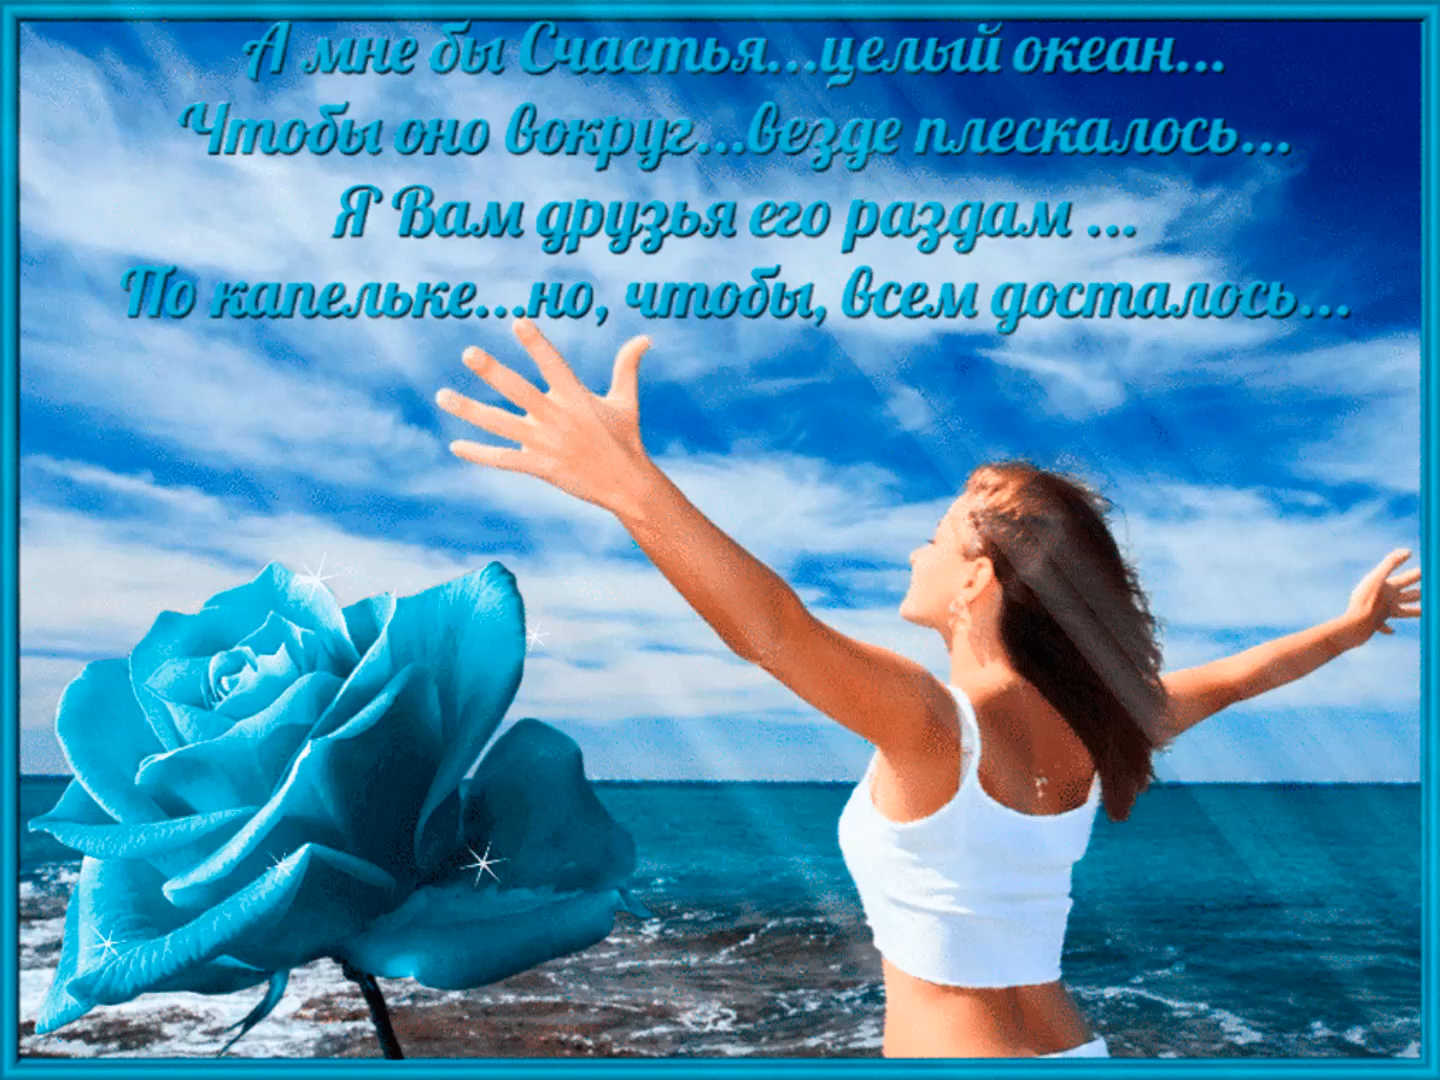 А мне бы Счастья...целый океан...
Чтобы оно вокруг...везде плескалось...
Я Вам друзья его раздам ...
По капельке...но, чтобы, всем досталось...